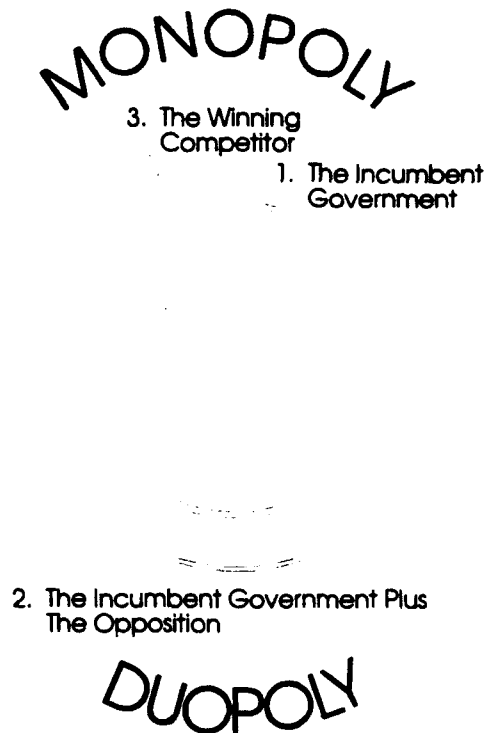 MONOPOLY
3. The Winning
Competitor
1. The Incumbent
Government
2. The Incumbent Government Plus
The Opposition
DUOPOLY